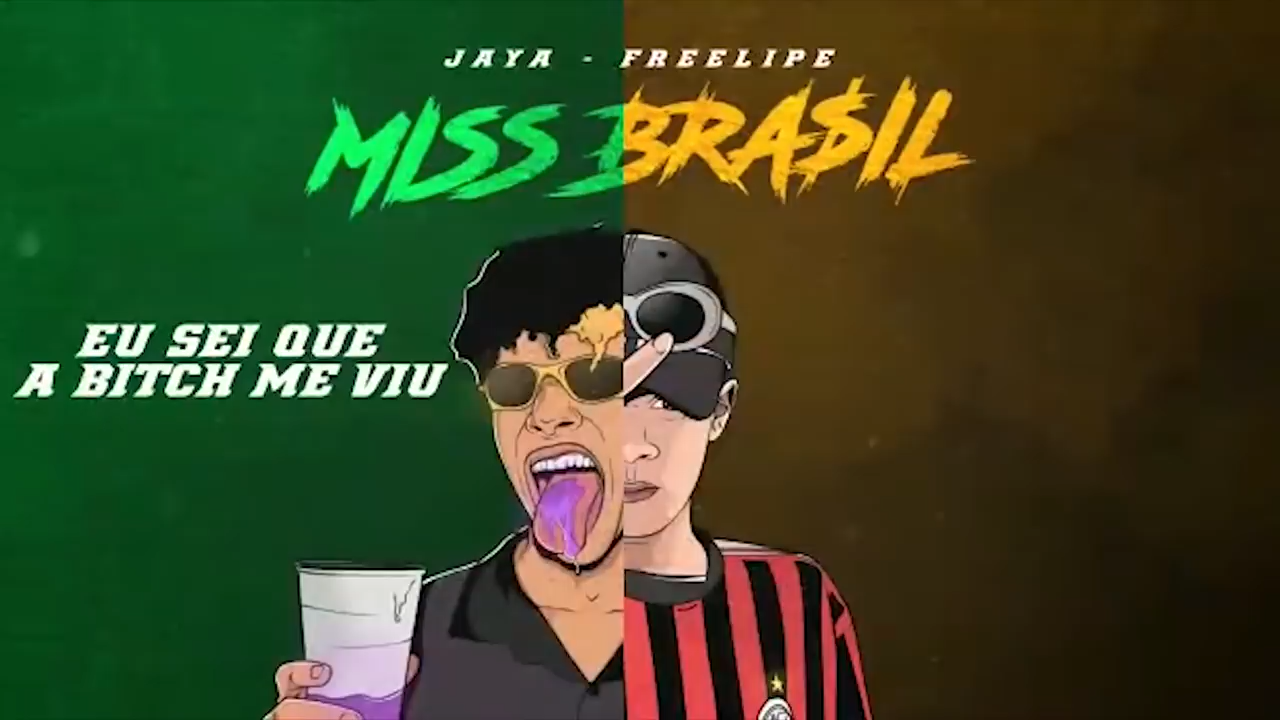 JAYA - FREELIPE
MISS BRA$IL
EU SEI QUE
A BITCH ME VIU